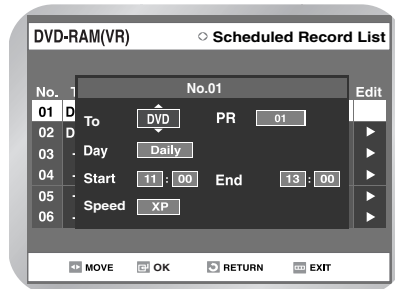 DVD-RAM(VR) Scheduled Record List
No. T Edit
No.01
01 D
To DVD PR 01
02 D
Day Daily
03 -
04 - Start 11 : 00 End 13 : 00
05 -
Speed XP
06 -
MOVE OK RETURN EXIT